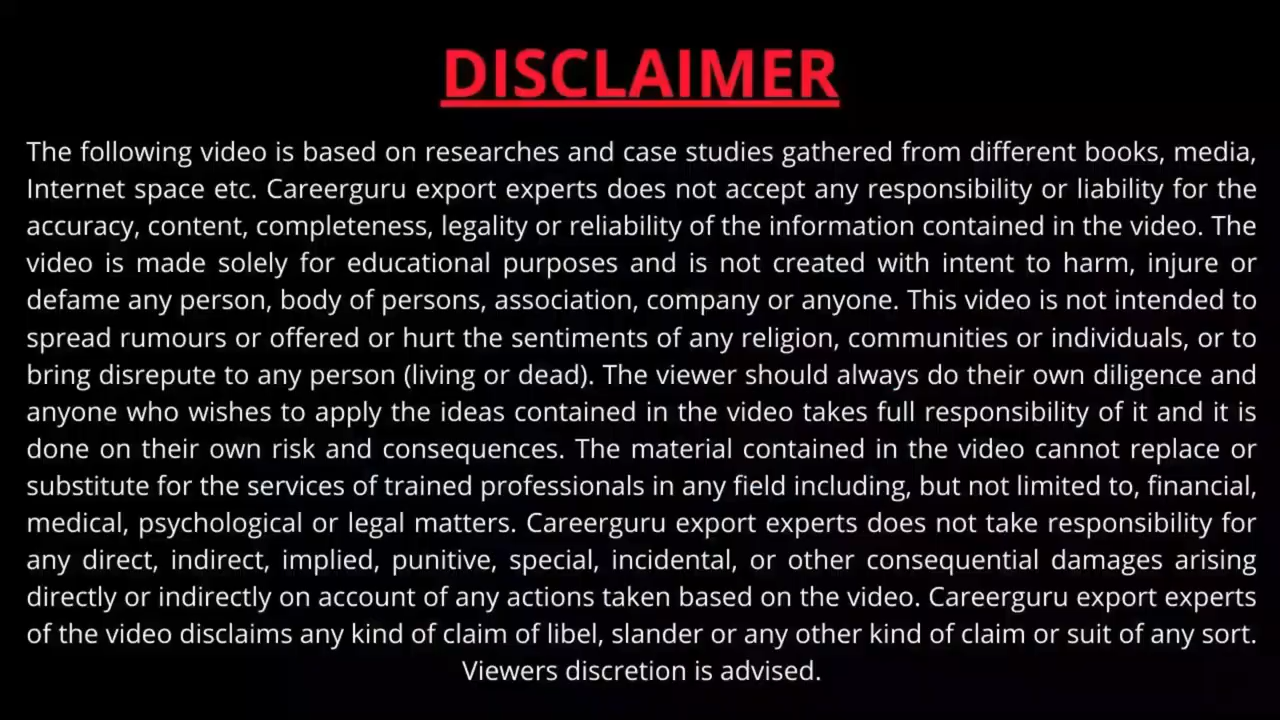 DISCLAIMER
The following video is based on researches and case studies gathered from different books, media,
Internet space etc. Careerguru export experts does not accept any responsibility or liability for the
accuracy, content, completeness, legality or reliability of the information contained in the video. The
video is made solely for educational purposes and is not created with intent to harm, injure or
defame any person, body of persons, association, company or anyone. This video is not intended to
spread rumours or offered or hurt the sentiments of any religion, communities or individuals, or to
bring disrepute to any person (living or dead). The viewer should always do their own diligence and
anyone who wishes to apply the ideas contained in the video takes full responsibility of it and it is
done on their own risk and consequences. The material contained in the video cannot replace or
substitute for the services of trained professionals in any field including, but not limited to, financial,
medical, psychological or legal matters. Careerguru export experts does not take responsibility for
any direct, indirect, implied, punitive, special, incidental, or other consequential damages arising
directly or indirectly on account of any actions taken based on the video. Careerguru export experts
of the video disclaims any kind of claim of libel, slander or any other kind of claim or suit of any sort.
Viewers discretion is advised.